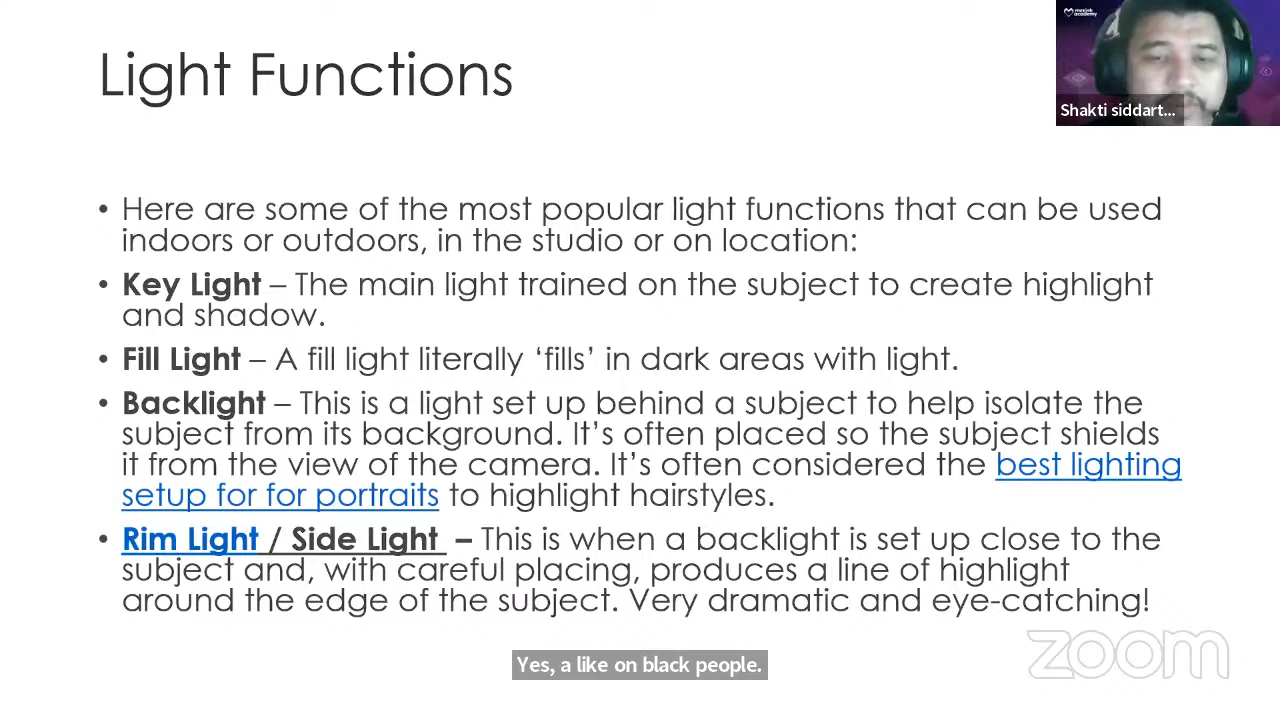 Light Functions
mezink
academy
Shakti siddart...
• Here are some of the most popular light functions that can be used
indoors or outdoors, in the studio or on location:
• Key Light – The main light trained on the subject to create highlight
and shadow.
• Fill Light – A fill light literally ‘fills’ in dark areas with light.
• Backlight – This is a light set up behind a subject to help isolate the
subject from its background. It’s often placed so the subject shields
it from the view of the camera. It’s often considered the best lighting
setup for for portraits to highlight hairstyles.
• Rim Light / Side Light – This is when a backlight is set up close to the
subject and, with careful placing, produces a line of highlight
around the edge of the subject. Very dramatic and eye-catching!
zoom
Yes, a like on black people.